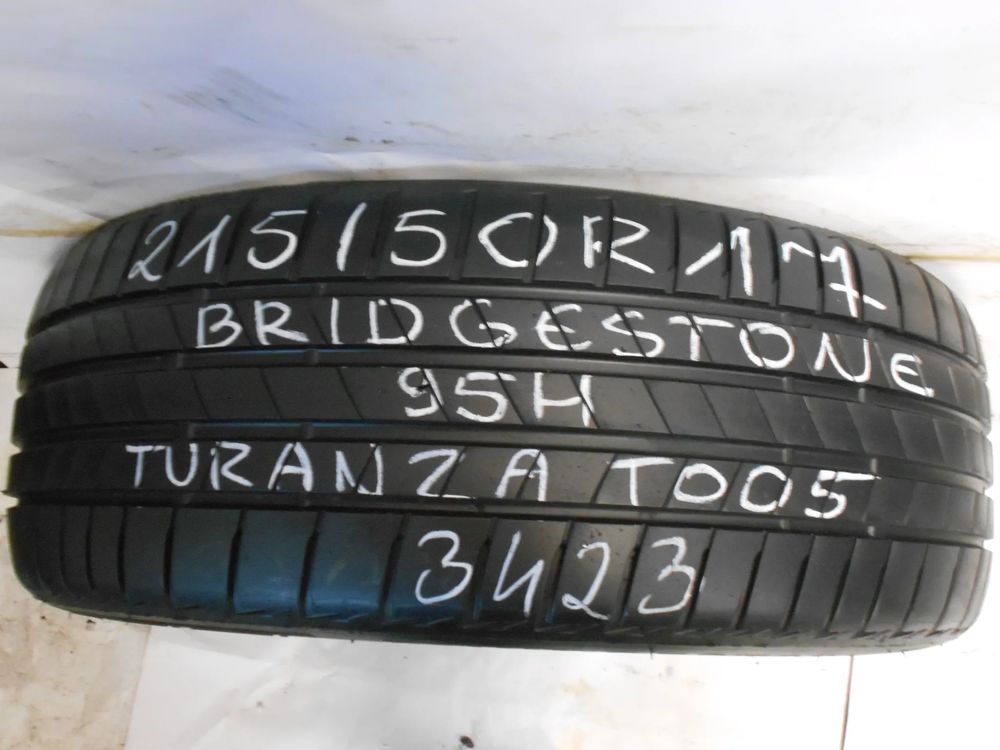 215/50R17
BRIDGESTONE
95H
TURANZA T005
3423